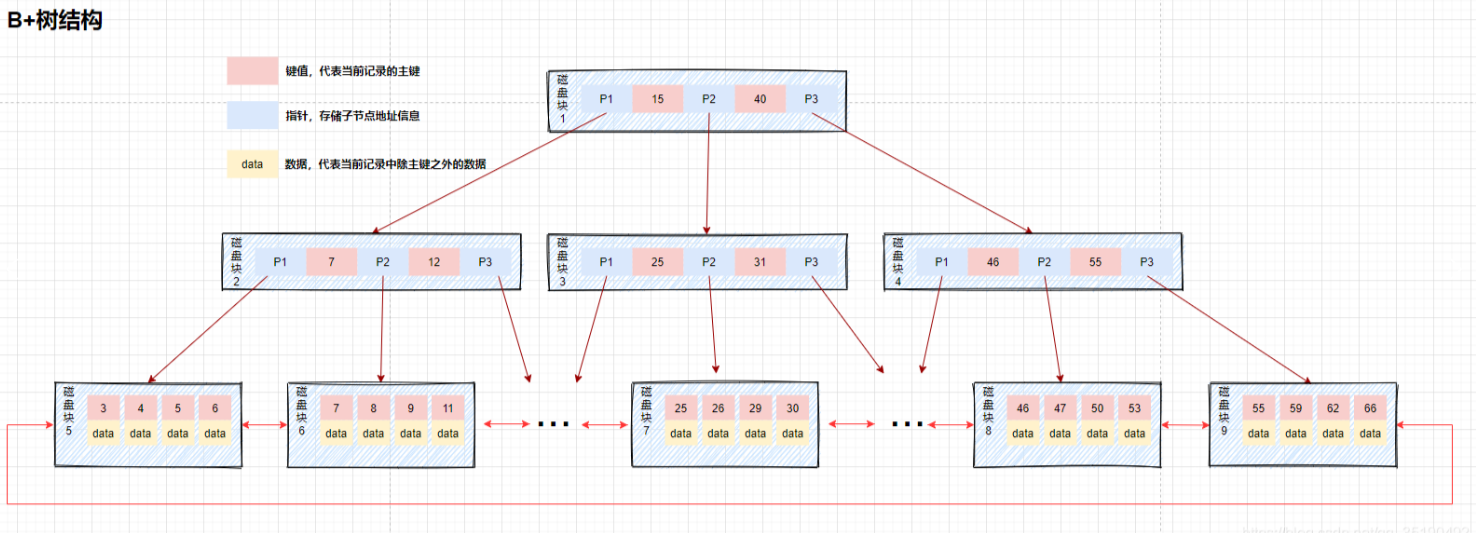 B+树结构
键值，代表当前记录的主键
指针，存储子节点地址信息
data 数据，代表当前记录中除主键之外的数据
磁盘块1 P1 15 P2 40 P3
磁盘块2 P1 7 P2 12 P3
磁盘块3 P1 25 P2 31 P3
磁盘块4 P1 46 P2 55 P3
磁盘块5 3 4 5 6
data data data data
磁盘块6 7 8 9 11
data data data data
...
磁盘块7 25 26 29 30
data data data data
...
磁盘块8 46 47 50 53
data data data data
磁盘块9 55 59 62 66
data data data data